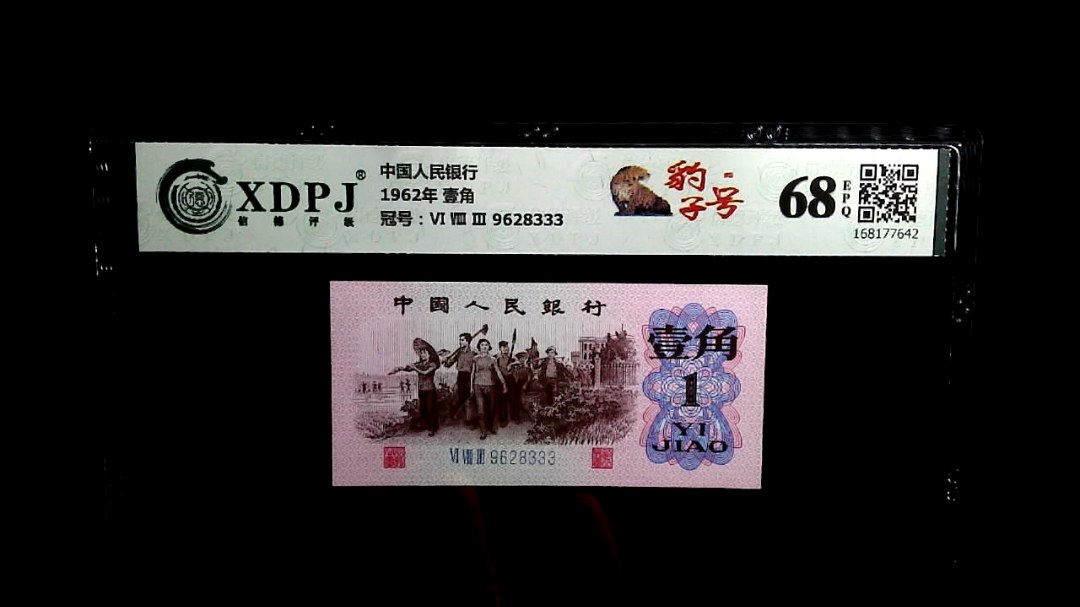 XDPJ®
信德评级
中国人民银行
1962年 壹角
冠号：Ⅵ Ⅷ Ⅲ 9628333
豹子号
68
EPQ
168177642
中國人民銀行
壹角
1
YI
JIAO
Ⅵ Ⅷ Ⅲ 9628333